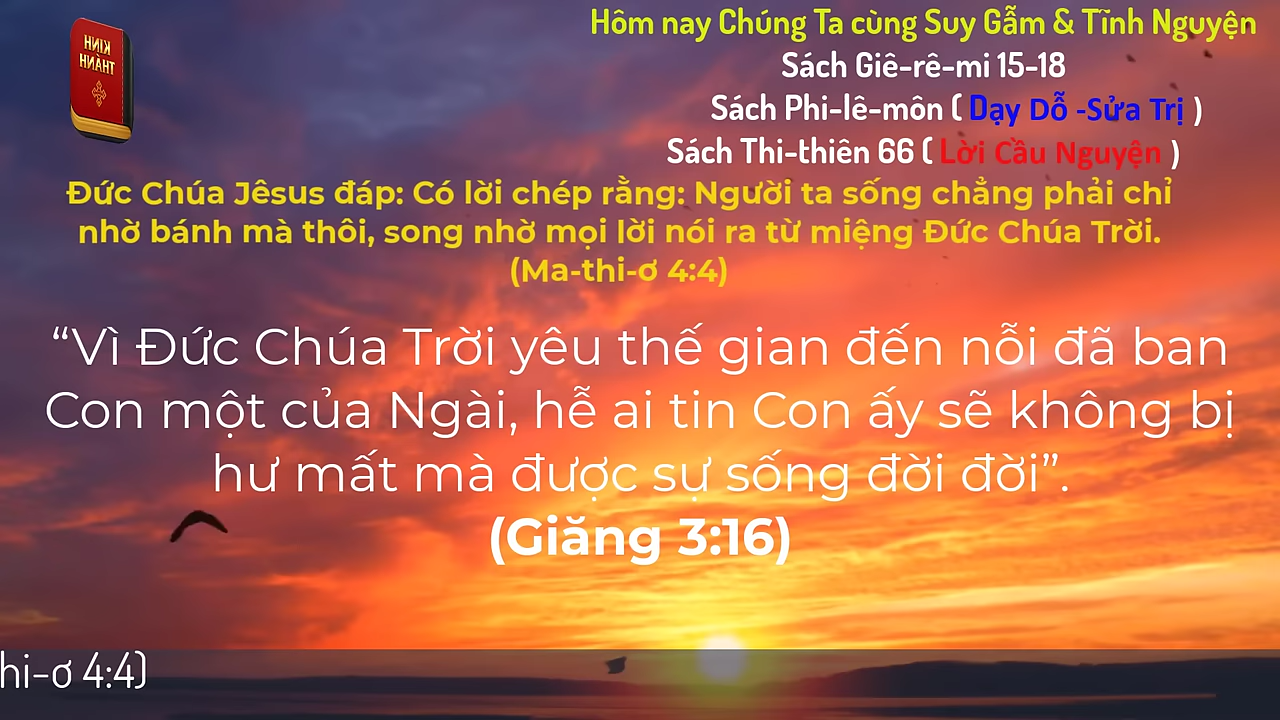 KINH
THÁNH
Hôm nay Chúng Ta cùng Suy Gẫm & Tĩnh Nguyện
Sách Giê-rê-mi 15-18
Sách Phi-lê-môn ( Dạy Dỗ -Sửa Trị )
Sách Thi-thiên 66 ( Lời Cầu Nguyện )
Đức Chúa Jêsus đáp: Có lời chép rằng: Người ta sống chẳng phải chỉ
nhờ bánh mà thôi, song nhờ mọi lời nói ra từ miệng Đức Chúa Trời.
(Ma-thi-ơ 4:4)
“Vì Đức Chúa Trời yêu thế gian đến nỗi đã ban
Con một của Ngài, hễ ai tin Con ấy sẽ không bị
hư mất mà được sự sống đời đời”.
(Giăng 3:16)
hi-ơ 4:4)